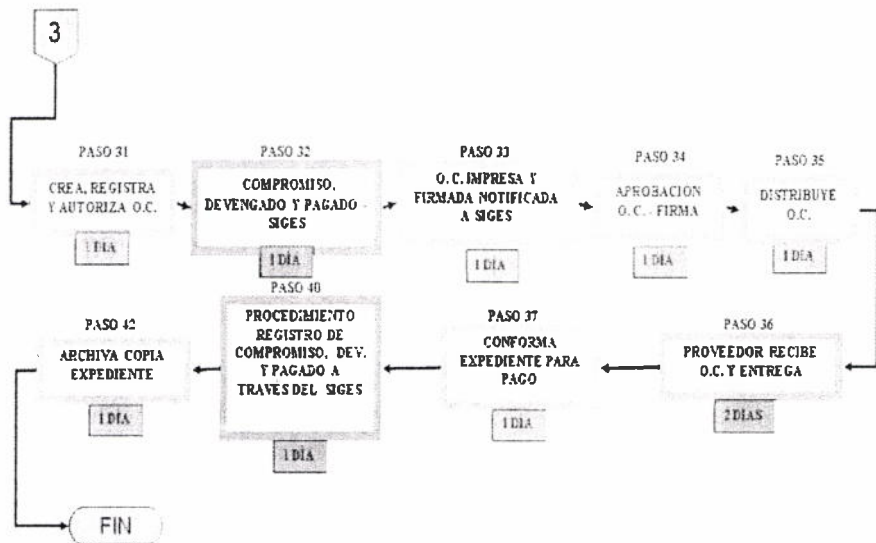 3
PASO 31
CREA, REGISTRA
Y AUTORIZA O.C.
1 DÍA
PASO 32
COMPROMISO,
DEVENGADO Y PAGADO -
SIGES
1 DÍA
PASO 33
O.C. IMPRESA Y
FIRMADA NOTIFICADA
A SIGES
1 DÍA
PASO 34
APROBACIÓN
O.C. - FIRMA
1 DÍA
PASO 35
DISTRIBUYE
O.C.
1 DÍA
PASO 36
PROVEEDOR RECIBE
O.C. Y ENTREGA
2 DÍAS
PASO 37
CONFORMA
EXPEDIENTE PARA
PAGO
1 DÍA
PASO 40
PROCEDIMIENTO
REGISTRO DE
COMPROMISO, DEV.
Y PAGADO A
TRAVES DEL SIGES
1 DÍA
PASO 42
ARCHIVA COPIA
EXPEDIENTE
1 DÍA
FIN